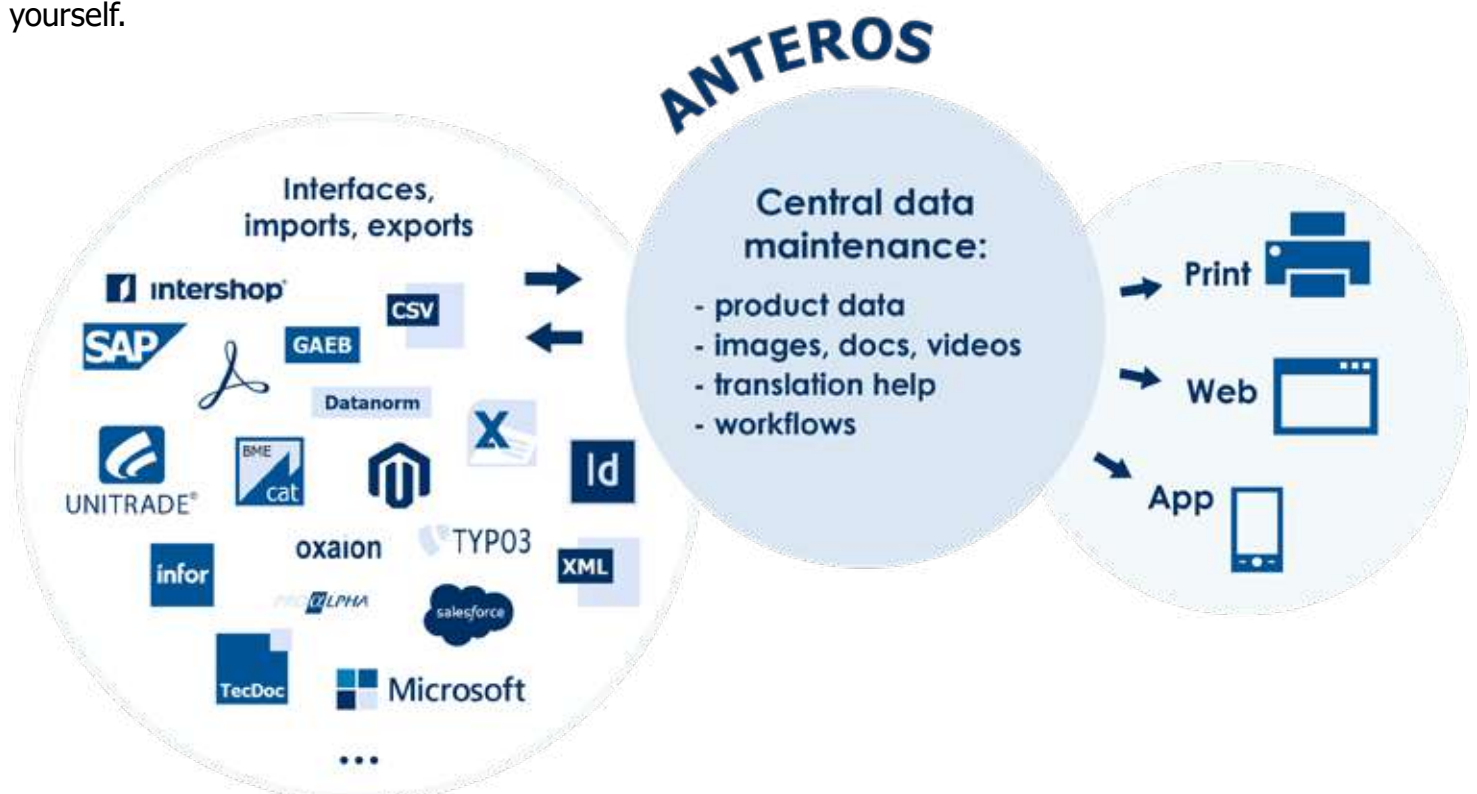 yourself.
ANTEROS
Interfaces,
imports, exports
intershop®
CSV
SAP
GAEB
Datanorm
X
BME
cat
Id
UNITRADE®
oxaion
TYPO3
infor
XML
PROALPHA
salesforce
TecDoc
Microsoft
...
Central data
maintenance:
- product data
- images, docs, videos
- translation help
- workflows
Print
Web
App